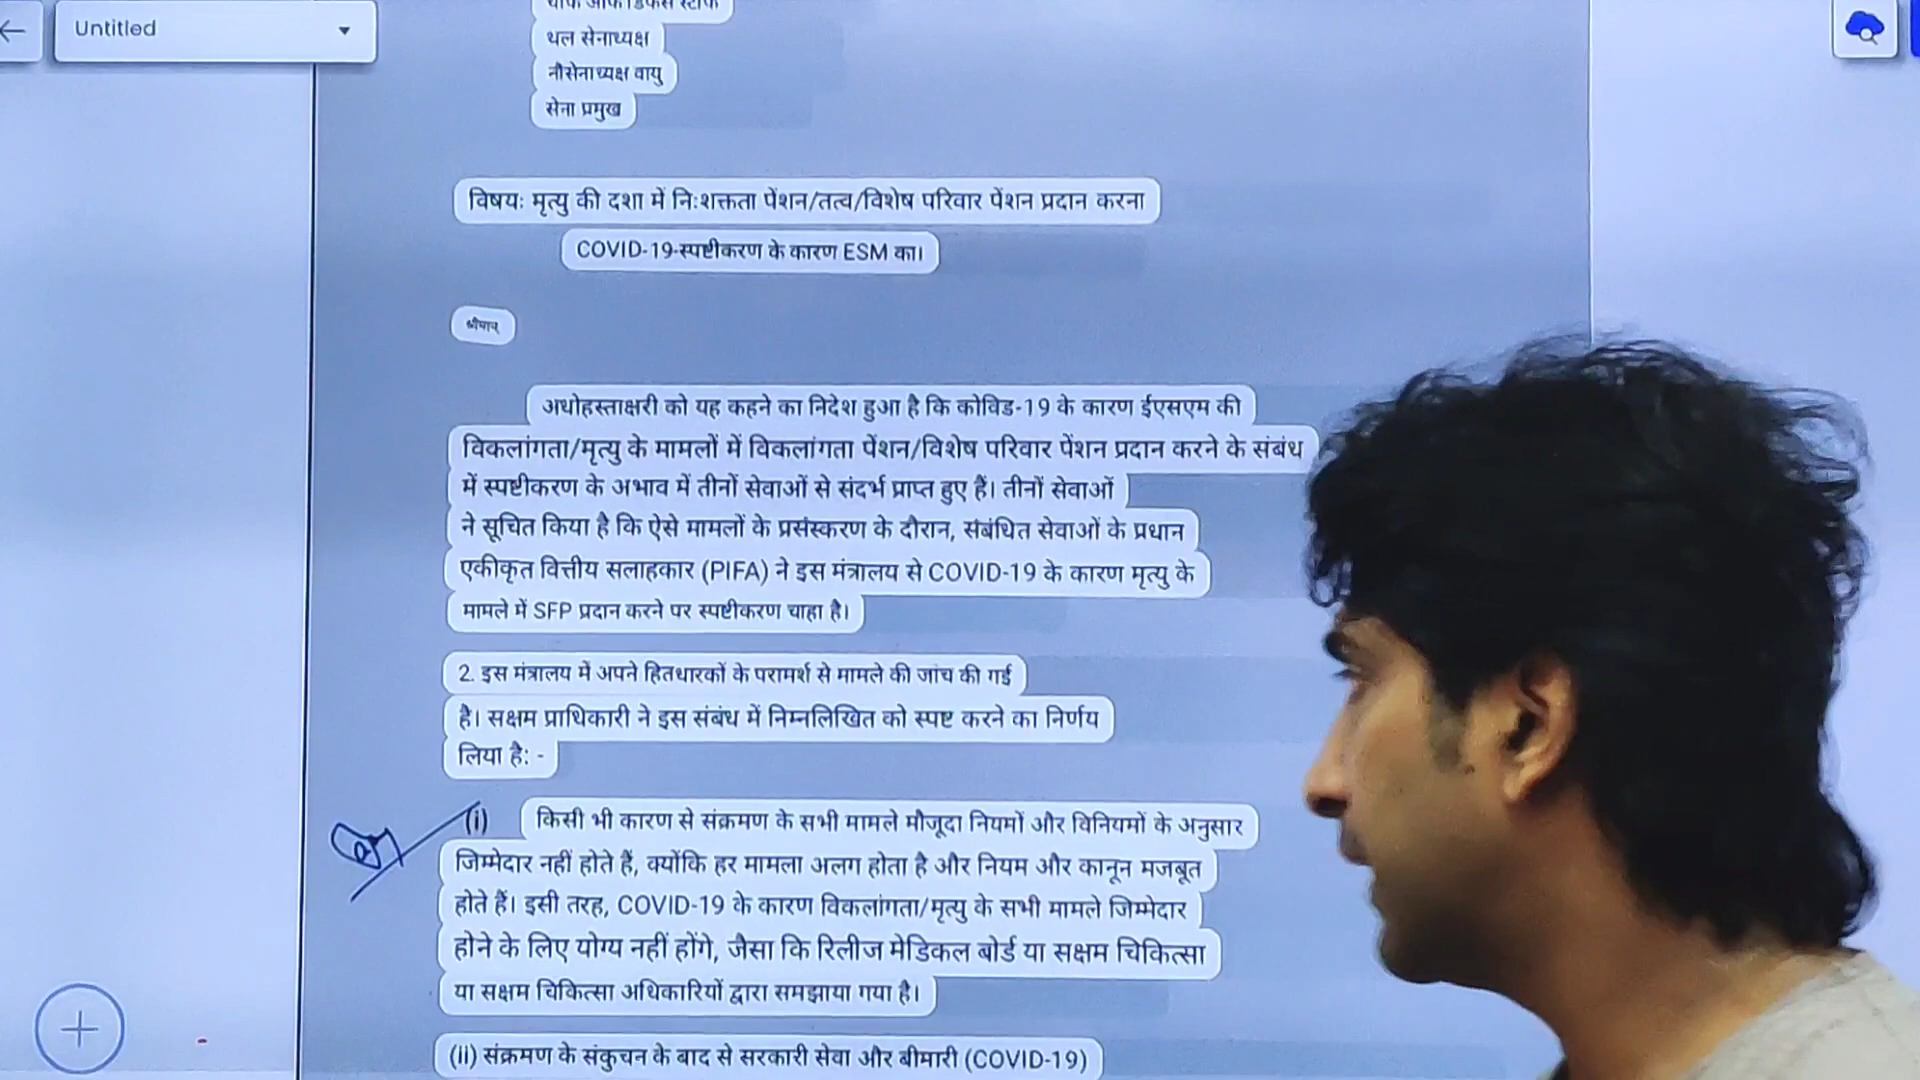 Untitled
थल सेनाध्यक्ष
नौसेनाध्यक्ष वायु
सेना प्रमुख
विषयः मृत्यु की दशा में निःशक्तता पेंशन/तत्व/विशेष परिवार पेंशन प्रदान करना
COVID-19-स्पष्टीकरण के कारण ESM का।
श्रीमान्
अधोहस्ताक्षरी को यह कहने का निदेश हुआ है कि कोविड-19 के कारण ईएसएम की
विकलांगता/मृत्यु के मामलों में विकलांगता पेंशन/विशेष परिवार पेंशन प्रदान करने के संबंध
में स्पष्टीकरण के अभाव में तीनों सेवाओं से संदर्भ प्राप्त हुए हैं। तीनों सेवाओं
ने सूचित किया है कि ऐसे मामलों के प्रसंस्करण के दौरान, संबंधित सेवाओं के प्रधान
एकीकृत वित्तीय सलाहकार (PIFA) ने इस मंत्रालय से COVID-19 के कारण मृत्यु के
मामले में SFP प्रदान करने पर स्पष्टीकरण चाहा है।
2. इस मंत्रालय में अपने हितधारकों के परामर्श से मामले की जांच की गई
है। सक्षम प्राधिकारी ने इस संबंध में निम्नलिखित को स्पष्ट करने का निर्णय
लिया है: -
(i) किसी भी कारण से संक्रमण के सभी मामले मौजूदा नियमों और विनियमों के अनुसार
जिम्मेदार नहीं होते हैं, क्योंकि हर मामला अलग होता है और नियम और कानून मजबूत
होते हैं। इसी तरह, COVID-19 के कारण विकलांगता/मृत्यु के सभी मामले जिम्मेदार
होने के लिए योग्य नहीं होंगे, जैसा कि रिलीज मेडिकल बोर्ड या सक्षम चिकित्सा
या सक्षम चिकित्सा अधिकारियों द्वारा समझाया गया है।
(ii) संक्रमण के संकुचन के बाद से सरकारी सेवा और बीमारी (COVID-19)